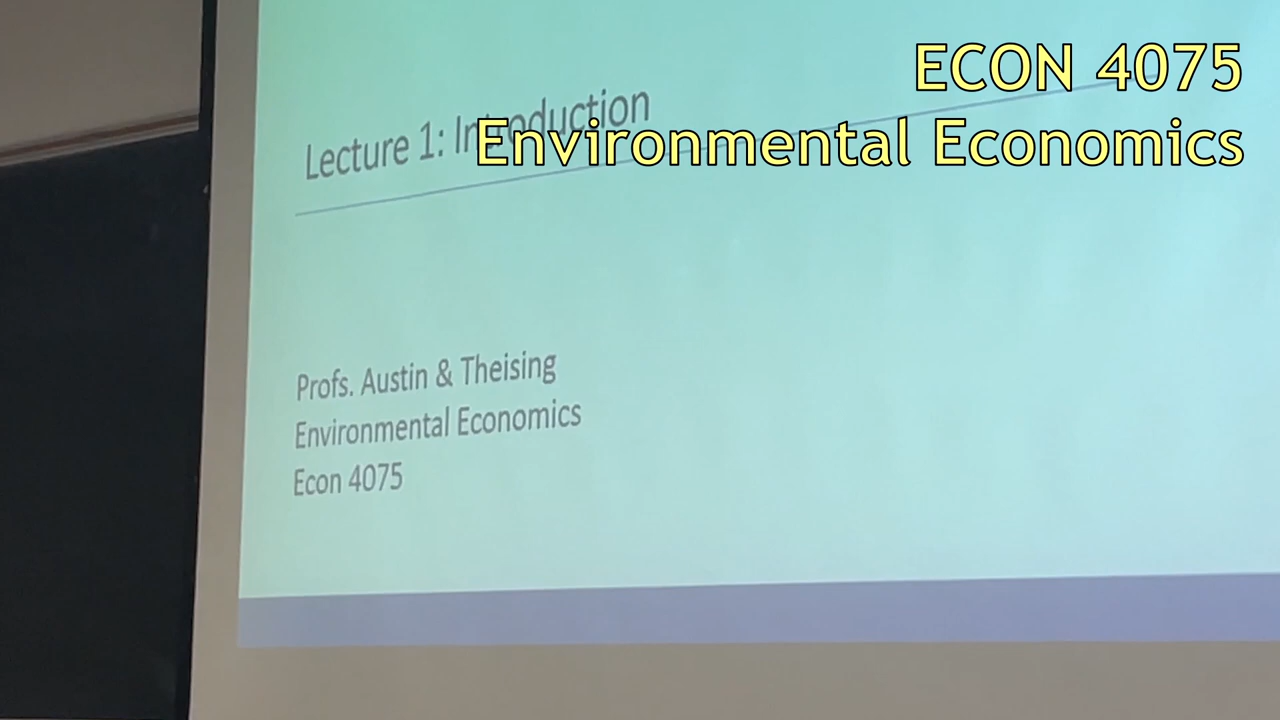 ECON 4075
Environmental Economics
Lecture 1: Introduction
Profs. Austin & Theising
Environmental Economics
Econ 4075